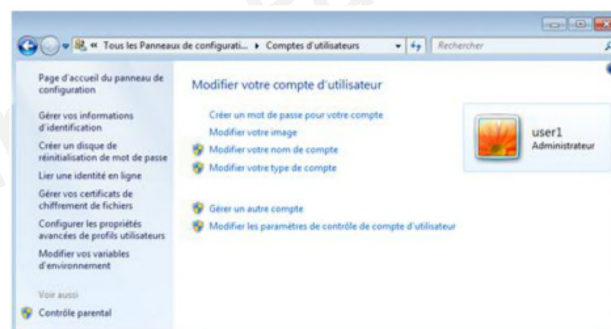 « Tous les Panneaux de configurati... ▸ Comptes d'utilisateurs
Rechercher
Page d'accueil du panneau de
configuration
Gérer vos informations
d'identification
Créer un disque de
réinitialisation de mot de passe
Lier une identité en ligne
Gérer vos certificats de
chiffrement de fichiers
Configurer les propriétés
avancées de profils utilisateurs
Modifier vos variables
d'environnement
Voir aussi
Contrôle parental
Modifier votre compte d'utilisateur
Créer un mot de passe pour votre compte
Modifier votre image
Modifier votre nom de compte
Modifier votre type de compte
Gérer un autre compte
Modifier les paramètres de contrôle de compte d'utilisateur
user1
Administrateur